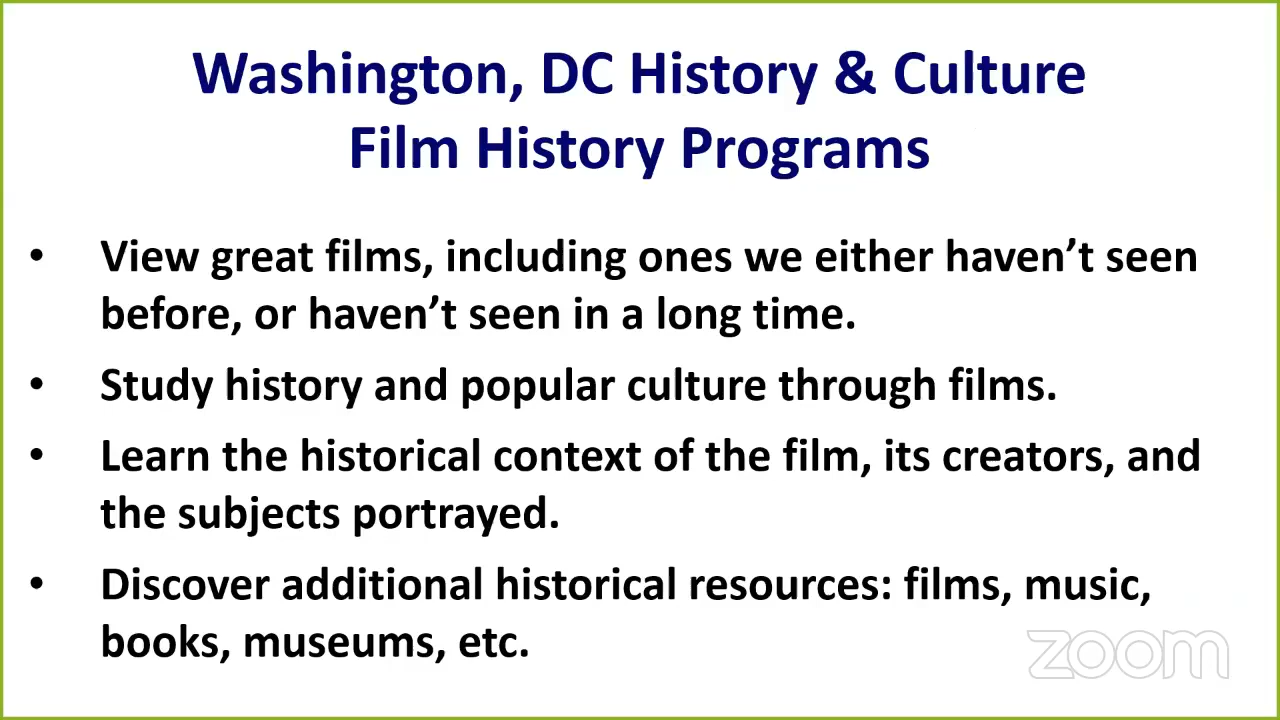 Washington, DC History & Culture
Film History Programs
• View great films, including ones we either haven’t seen
before, or haven’t seen in a long time.
• Study history and popular culture through films.
• Learn the historical context of the film, its creators, and
the subjects portrayed.
• Discover additional historical resources: films, music,
books, museums, etc.
zoom